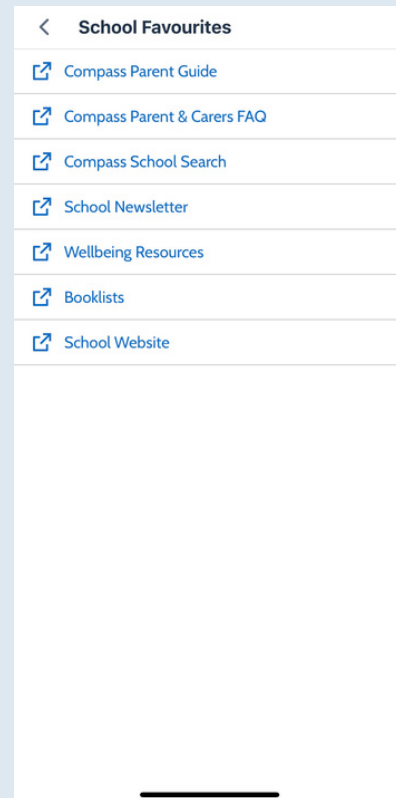 School Favourites
Compass Parent Guide
Compass Parent & Carers FAQ
Compass School Search
School Newsletter
Wellbeing Resources
Booklists
School Website